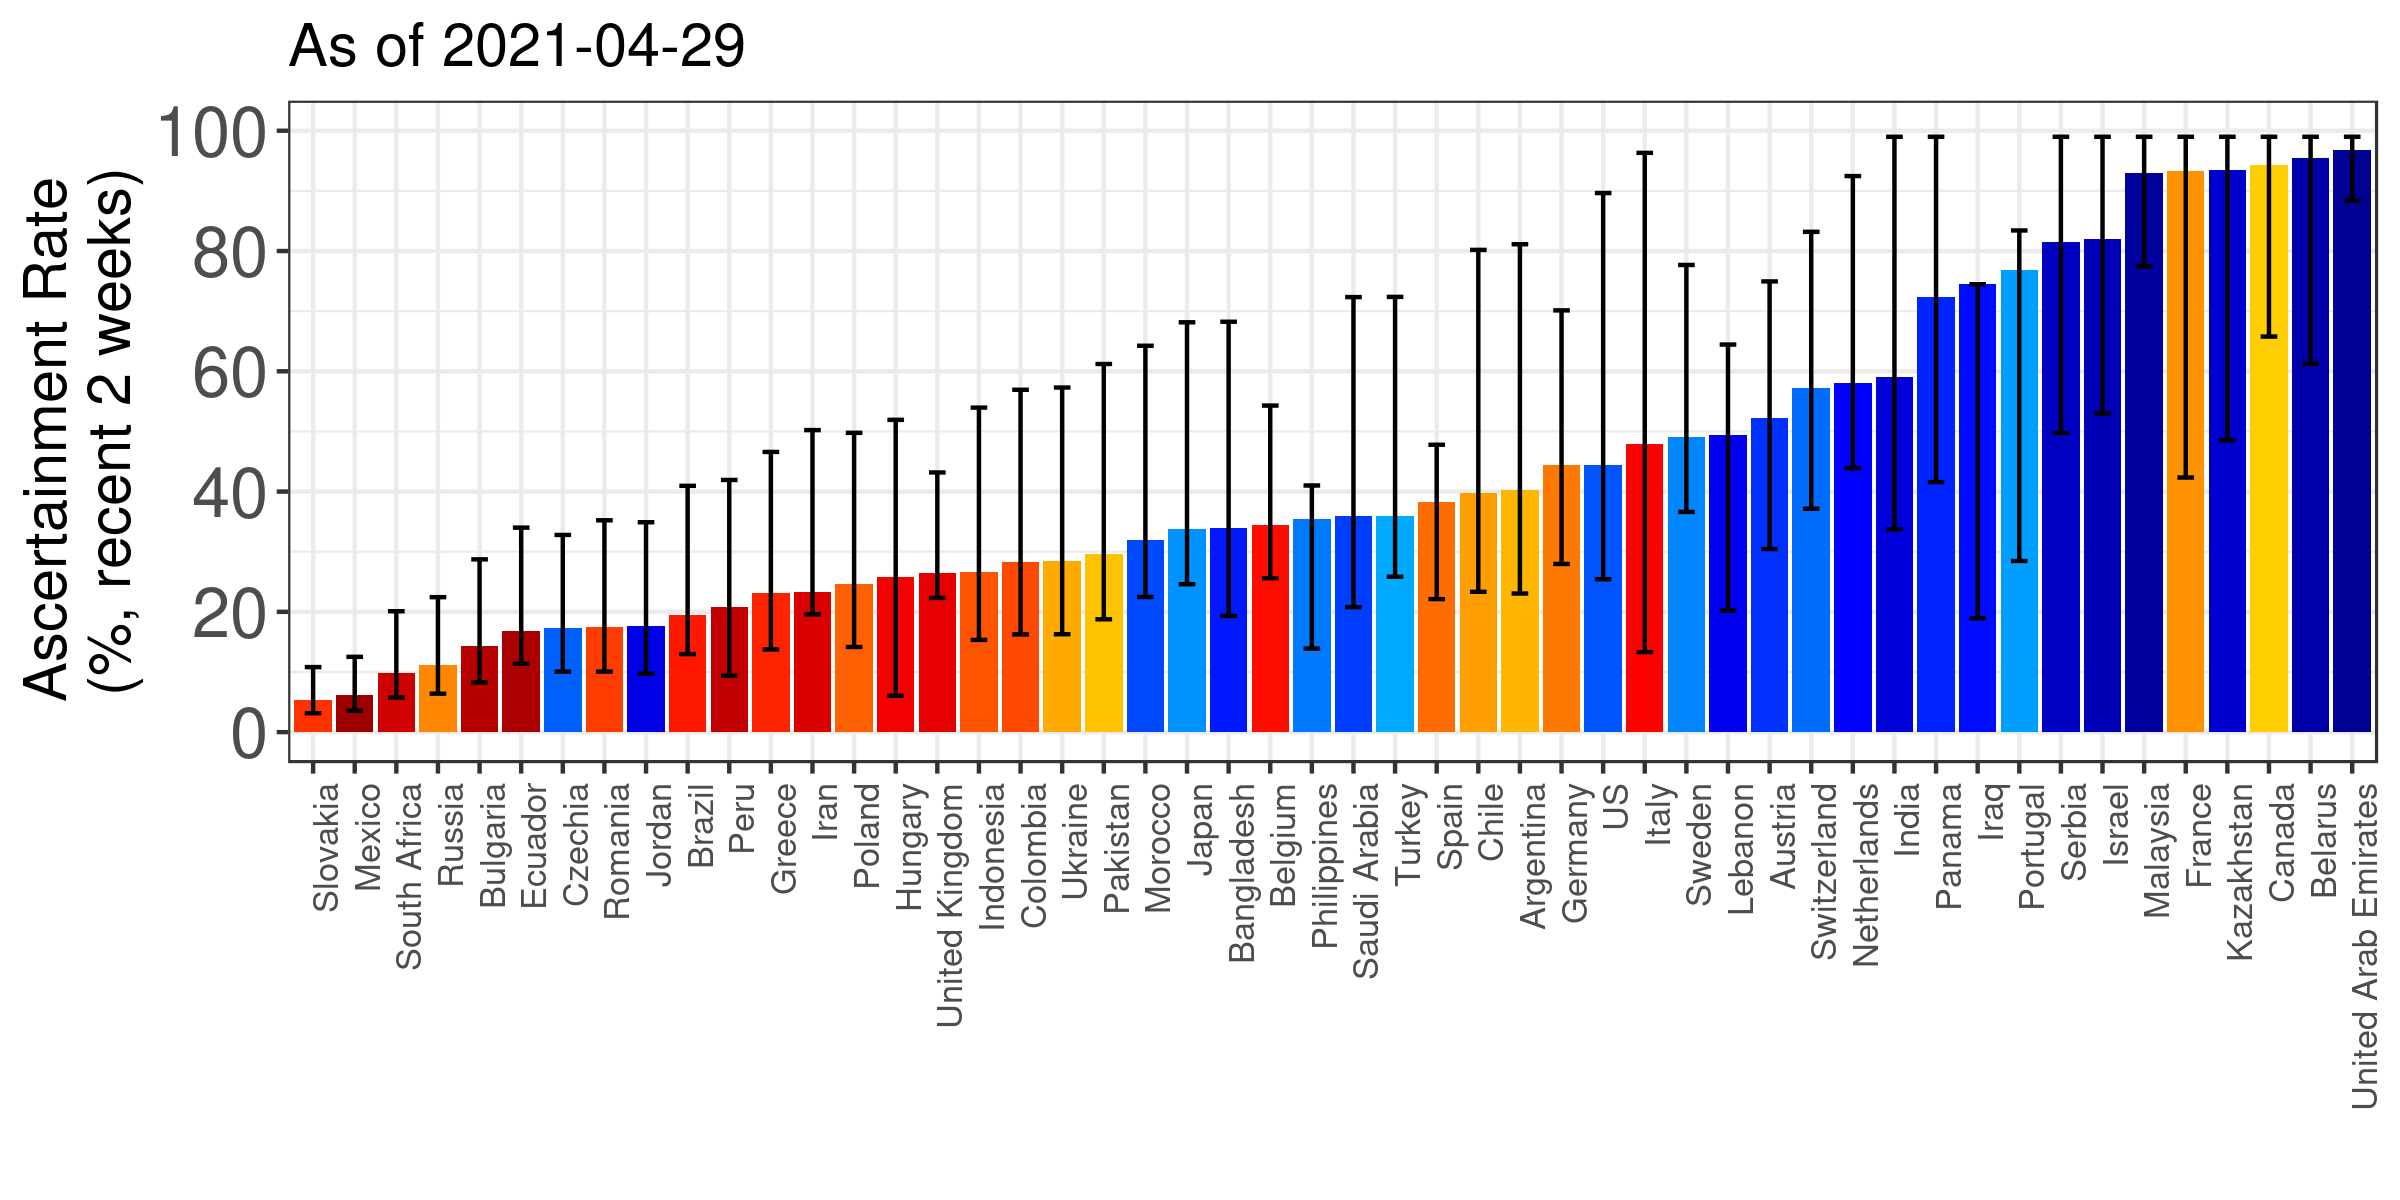 As of 2021-04-29
Ascertainment Rate
(%, recent 2 weeks)
100
80
60
40
20
0
Slovakia
Mexico
South Africa
Russia
Bulgaria
Ecuador
Czechia
Romania
Jordan
Brazil
Peru
Greece
Iran
Poland
Hungary
United Kingdom
Indonesia
Colombia
Ukraine
Pakistan
Morocco
Japan
Bangladesh
Belgium
Philippines
Saudi Arabia
Turkey
Spain
Chile
Argentina
Germany
US
Italy
Sweden
Lebanon
Austria
Switzerland
Netherlands
India
Panama
Iraq
Portugal
Serbia
Israel
Malaysia
France
Kazakhstan
Canada
Belarus
United Arab Emirates